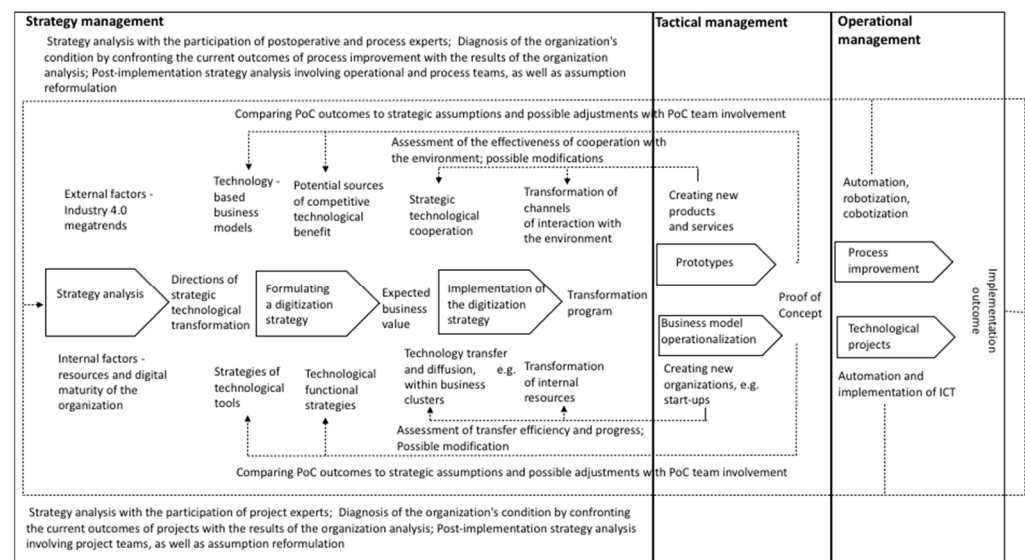 Strategy management
Strategy analysis with the participation of postoperative and process experts; Diagnosis of the organization's
condition by confronting the current outcomes of process improvement with the results of the organization
analysis; Post-implementation strategy analysis involving operational and process teams, as well as assumption
reformulation
Tactical management
Operational
management
Comparing PoC outcomes to strategic assumptions and possible adjustments with PoC team involvement
Assessment of the effectiveness of cooperation with
the environment; possible modifications
External factors -
Industry 4.0
megatrends
Technology -
based
business
models
Potential sources
of competitive
technological
benefit
Strategic
technological
cooperation
Transformation of
channels
of interaction with
the environment
Creating new
products
and services
Automation,
robotization,
cobotization
Strategy analysis
Directions of
strategic
technological
transformation
Formulating
a digitization
strategy
Expected
business
value
Implementation of
the digitization
strategy
Transformation
program
Prototypes
Business model
operationalization
Proof of
Concept
Process
improvement
Technological
projects
Implementation
outcome
Internal factors -
resources and digital
maturity of the
organization
Strategies of
technological
tools
Technological
functional
strategies
Technology transfer
and diffusion, e.g.
within business
clusters
Transformation
of internal
resources
Creating new
organizations, e.g.
start-ups
Automation and
implementation of ICT
Assessment of transfer efficiency and progress;
Possible modification
Comparing PoC outcomes to strategic assumptions and possible adjustments with PoC team involvement
Strategy analysis with the participation of project experts; Diagnosis of the organization's condition by confronting
the current outcomes of projects with the results of the organization analysis; Post-implementation strategy analysis
involving project teams, as well as assumption reformulation